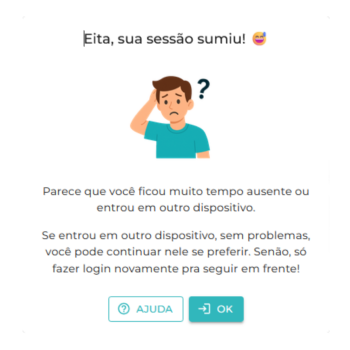 Eita, sua sessão sumiu! 😅
?
Parece que você ficou muito tempo ausente ou
entrou em outro dispositivo.
Se entrou em outro dispositivo, sem problemas,
você pode continuar nele se preferir. Senão, só
fazer login novamente pra seguir em frente!
AJUDA
OK